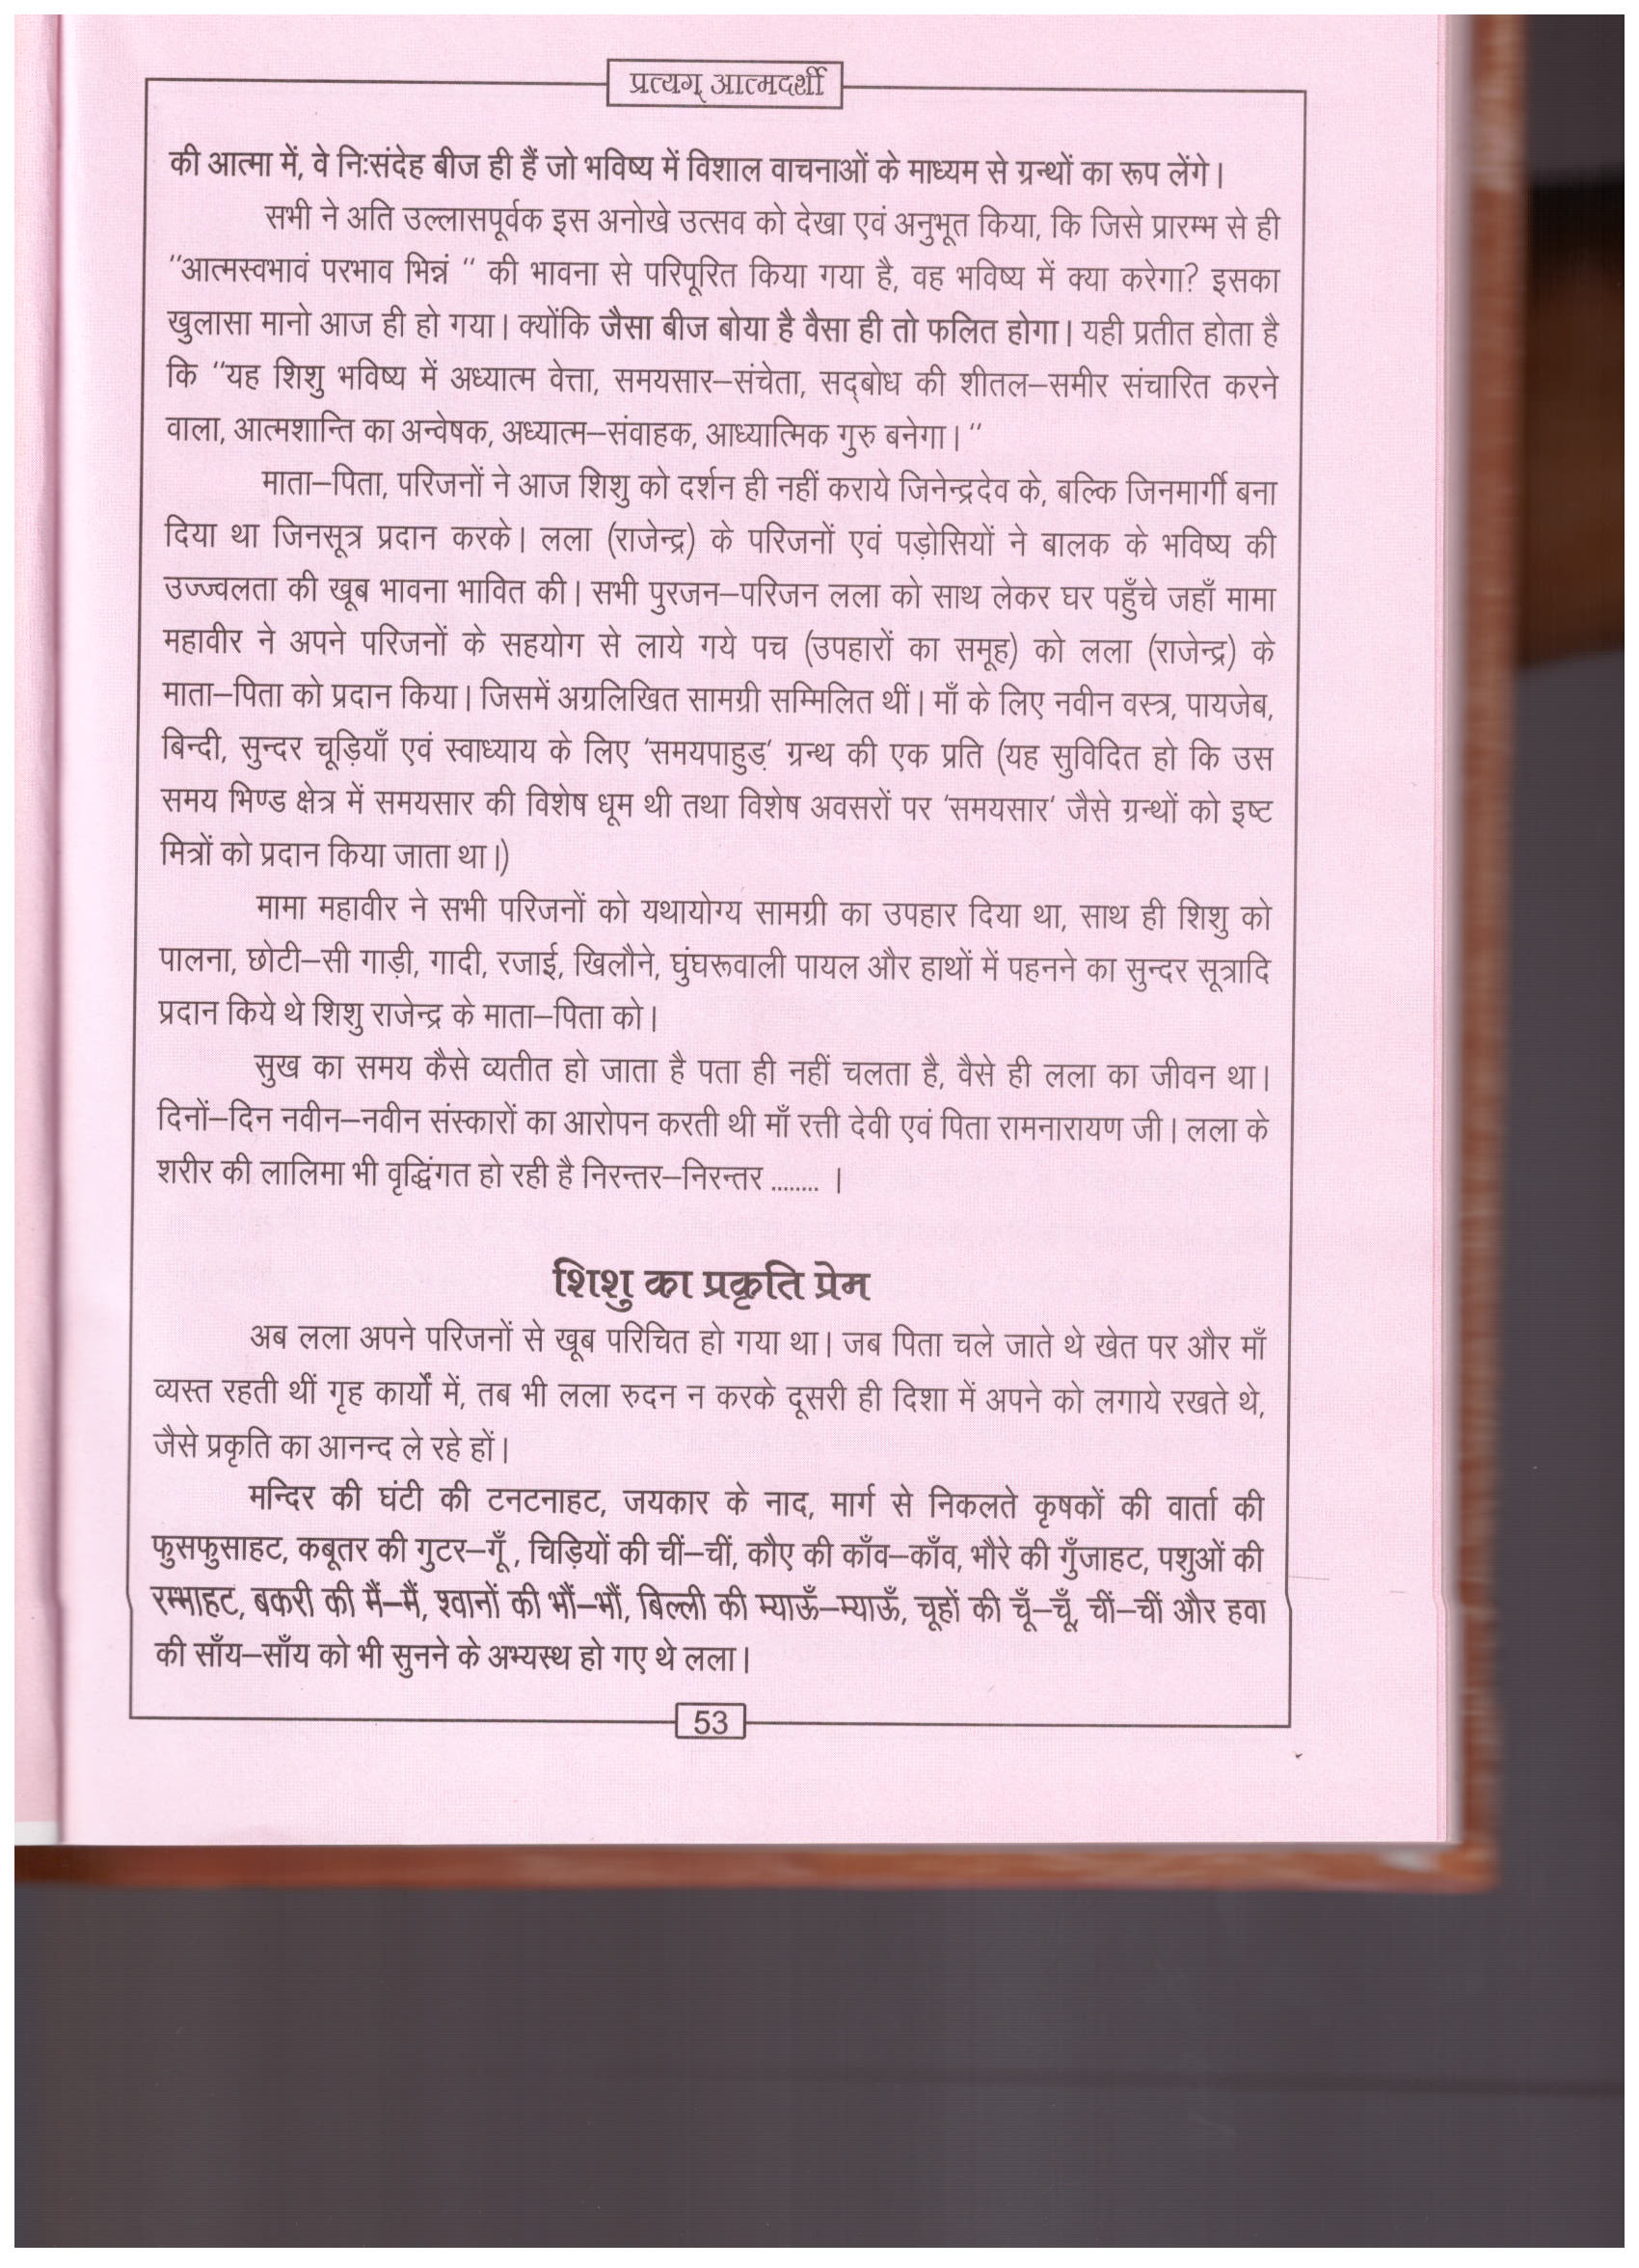 प्रत्यग् आत्मदर्शी
की आत्मा में, वे निःसंदेह बीज ही हैं जो भविष्य में विशाल वाचनाओं के माध्यम से ग्रन्थों का रूप लेंगे।
सभी ने अति उल्लासपूर्वक इस अनोखे उत्सव को देखा एवं अनुभूत किया, कि जिसे प्रारम्भ से ही
“आत्मस्वभावं परभाव भिन्नं “ की भावना से परिपूरित किया गया है, वह भविष्य में क्या करेगा? इसका
खुलासा मानो आज ही हो गया। क्योंकि जैसा बीज बोया है वैसा ही तो फलित होगा। यही प्रतीत होता है
कि “यह शिशु भविष्य में अध्यात्म वेत्ता, समयसार–संचेता, सद्‌बोध की शीतल–समीर संचारित करने
वाला, आत्मशान्ति का अन्वेषक, अध्यात्म–संवाहक, आध्यात्मिक गुरु बनेगा। “
माता–पिता, परिजनों ने आज शिशु को दर्शन ही नहीं कराये जिनेन्द्रदेव के, बल्कि जिनमार्गी बना
दिया था जिनसूत्र प्रदान करके। लला (राजेन्द्र) के परिजनों एवं पड़ोसियों ने बालक के भविष्य की
उज्ज्वलता की खूब भावना भावित की। सभी पुरजन–परिजन लला को साथ लेकर घर पहुँचे जहाँ मामा
महावीर ने अपने परिजनों के सहयोग से लाये गये पच (उपहारों का समूह) को लला (राजेन्द्र) के
माता–पिता को प्रदान किया। जिसमें अग्रलिखित सामग्री सम्मिलित थीं। माँ के लिए नवीन वस्त्र, पायजेब,
बिन्दी, सुन्दर चूड़ियाँ एवं स्वाध्याय के लिए ‘समयपाहुड़‘ ग्रन्थ की एक प्रति (यह सुविदित हो कि उस
समय भिण्ड क्षेत्र में समयसार की विशेष धूम थी तथा विशेष अवसरों पर ‘समयसार‘ जैसे ग्रन्थों को इष्ट
मित्रों को प्रदान किया जाता था।)
मामा महावीर ने सभी परिजनों को यथायोग्य सामग्री का उपहार दिया था, साथ ही शिशु को
पालना, छोटी–सी गाड़ी, गादी, रजाई, खिलौने, घुंघरूवाली पायल और हाथों में पहनने का सुन्दर सूत्रादि
प्रदान किये थे शिशु राजेन्द्र के माता–पिता को।
सुख का समय कैसे व्यतीत हो जाता है पता ही नहीं चलता है, वैसे ही लला का जीवन था।
दिनों–दिन नवीन–नवीन संस्कारों का आरोपन करती थी माँ रत्ती देवी एवं पिता रामनारायण जी। लला के
शरीर की लालिमा भी वृद्धिंगत हो रही है निरन्तर–निरन्तर ........ ।
शिशु का प्रकृति प्रेम
अब लला अपने परिजनों से खूब परिचित हो गया था। जब पिता चले जाते थे खेत पर और माँ
व्यस्त रहती थीं गृह कार्यों में, तब भी लला रुदन न करके दूसरी ही दिशा में अपने को लगाये रखते थे,
जैसे प्रकृति का आनन्द ले रहे हों।
मन्दिर की घंटी की टनटनाहट, जयकार के नाद, मार्ग से निकलते कृषकों की वार्ता की
फुसफुसाहट, कबूतर की गुटर–गूँ , चिड़ियों की चीं–चीं, कौए की काँव–काँव, भौरे की गुँजाहट, पशुओं की
रम्भाहट, बकरी की मैं–मैं, श्वानों की भौं–भौं, बिल्ली की म्याऊँ–म्याऊँ, चूहों की चूँ–चूँ, चीं–चीं और हवा
की साँय–साँय को भी सुनने के अभ्यस्थ हो गए थे लला।
53